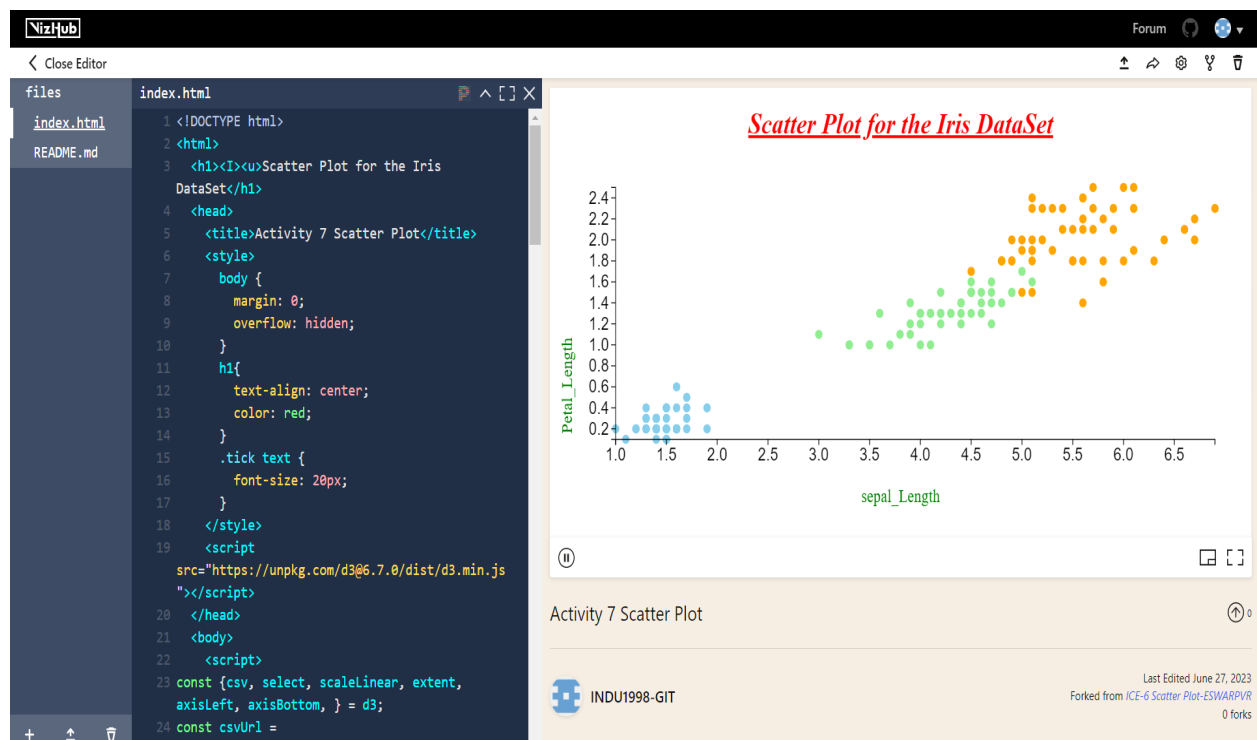 VizHub
Forum
Close Editor
files
index.html
README.md
index.html
1 <!DOCTYPE html>
2 <html>
3 <h1><I><u>Scatter Plot for the Iris
DataSet</h1>
4 <head>
5 <title>Activity 7 Scatter Plot</title>
6 <style>
7 body {
8 margin: 0;
9 overflow: hidden;
10 }
11 h1{
12 text-align: center;
13 color: red;
14 }
15 .tick text {
16 font-size: 20px;
17 }
18 </style>
19 <script
src="https://unpkg.com/d3@6.7.0/dist/d3.min.js
"></script>
20 </head>
21 <body>
22 <script>
23 const {csv, select, scaleLinear, extent,
axisLeft, axisBottom, } = d3;
24 const csvUrl =
Scatter Plot for the Iris DataSet
2.4
2.2
2.0
1.8
1.6
1.4
1.2
1.0
0.8
0.6
0.4
0.2
Petal_Length
1.0 1.5 2.0 2.5 3.0 3.5 4.0 4.5 5.0 5.5 6.0 6.5
sepal_Length
Activity 7 Scatter Plot
0
INDU1998-GIT
Last Edited June 27, 2023
Forked from ICE-6 Scatter Plot-ESWARPVR
0 forks